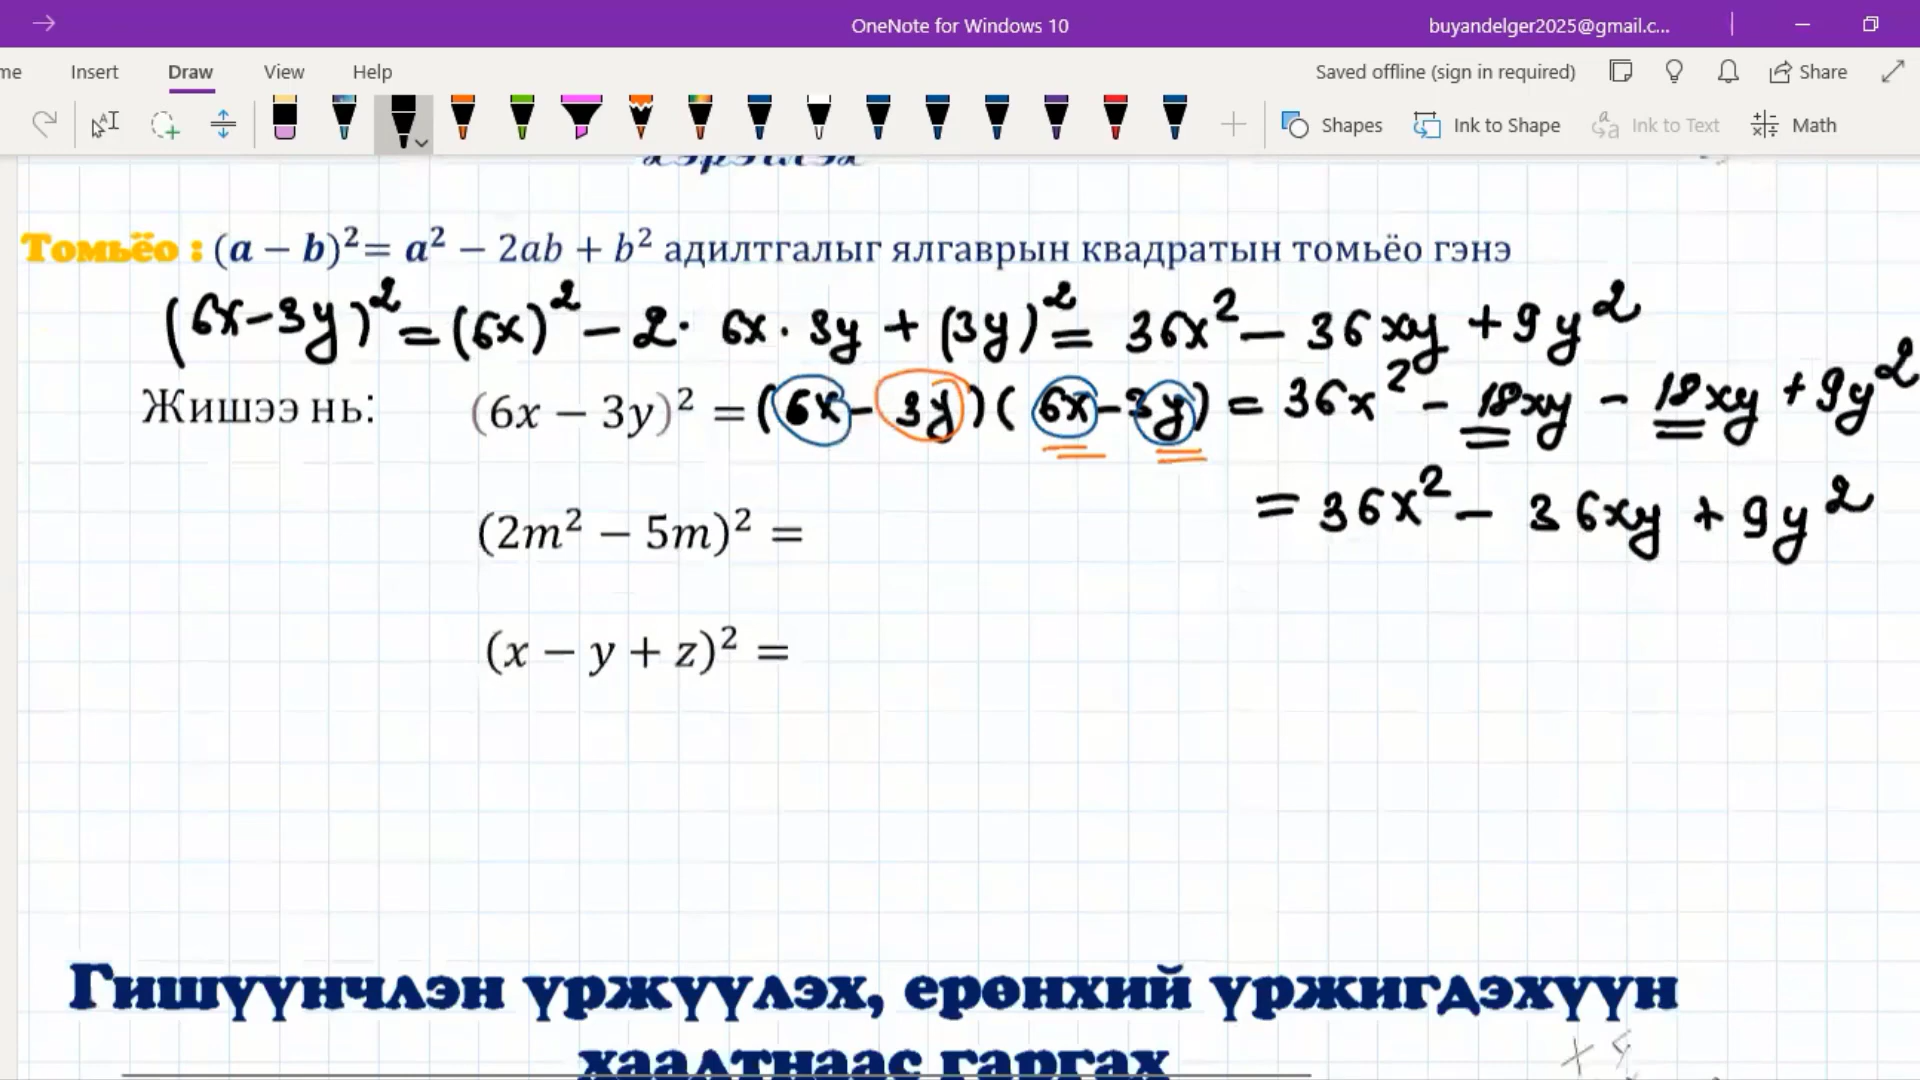 OneNote for Windows 10
buyandelger2025@gmail.c...
me Insert Draw View Help
Saved offline (sign in required) Share
Shapes Ink to Shape Ink to Text Math
хэрэглэх
Томьёо : (a − b)² = a² − 2ab + b² адилтгалыг ялгаврын квадратын томьёо гэнэ
(6x-3y)² = (6x)² - 2 · 6x · 3y + (3y)² = 36x² - 36xy + 9y²
Жишээ нь: (6x − 3y)² = (6x - 3y)(6x - 3y) = 36x² - 18xy - 18xy + 9y²
= 36x² - 36xy + 9y²
(2m² − 5m)² =
(x − y + z)² =
Гишүүнчлэн үржүүлэх, ерөнхий үржигдэхүүн
хаалтнаас гаргах